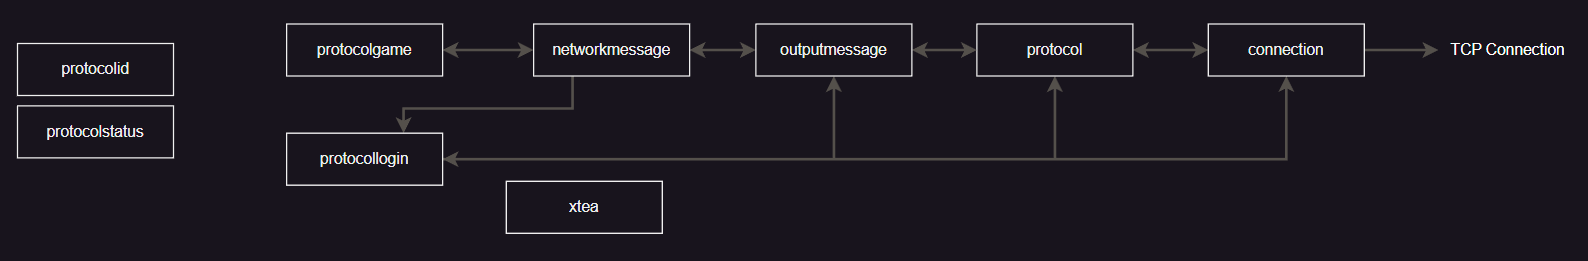 protocolid
protocolstatus
protocolgame
networkmessage
outputmessage
protocol
connection
TCP Connection
protocollogin
xtea